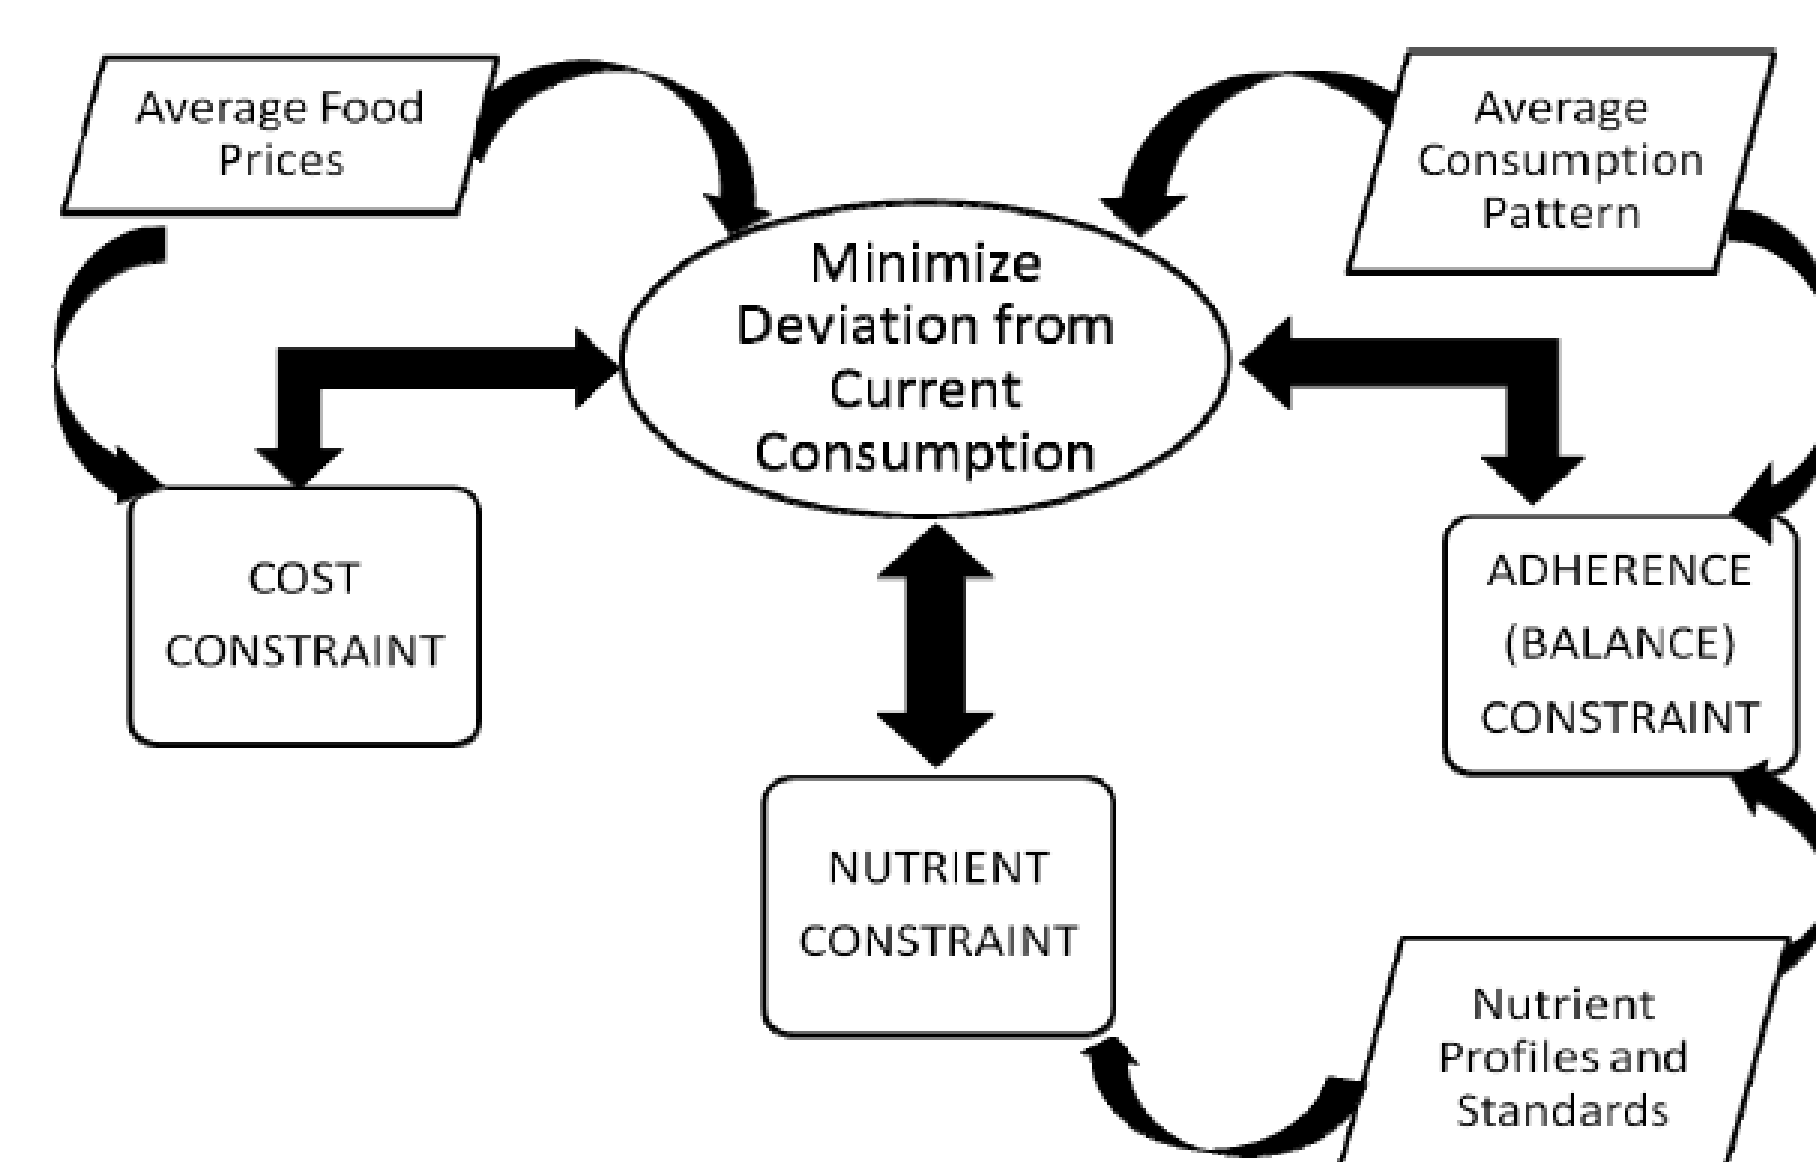 Average Food
Prices
Average
Consumption
Pattern
Minimize
Deviation from
Current
Consumption
COST
CONSTRAINT
ADHERENCE
(BALANCE)
CONSTRAINT
NUTRIENT
CONSTRAINT
Nutrient
Profiles and
Standards